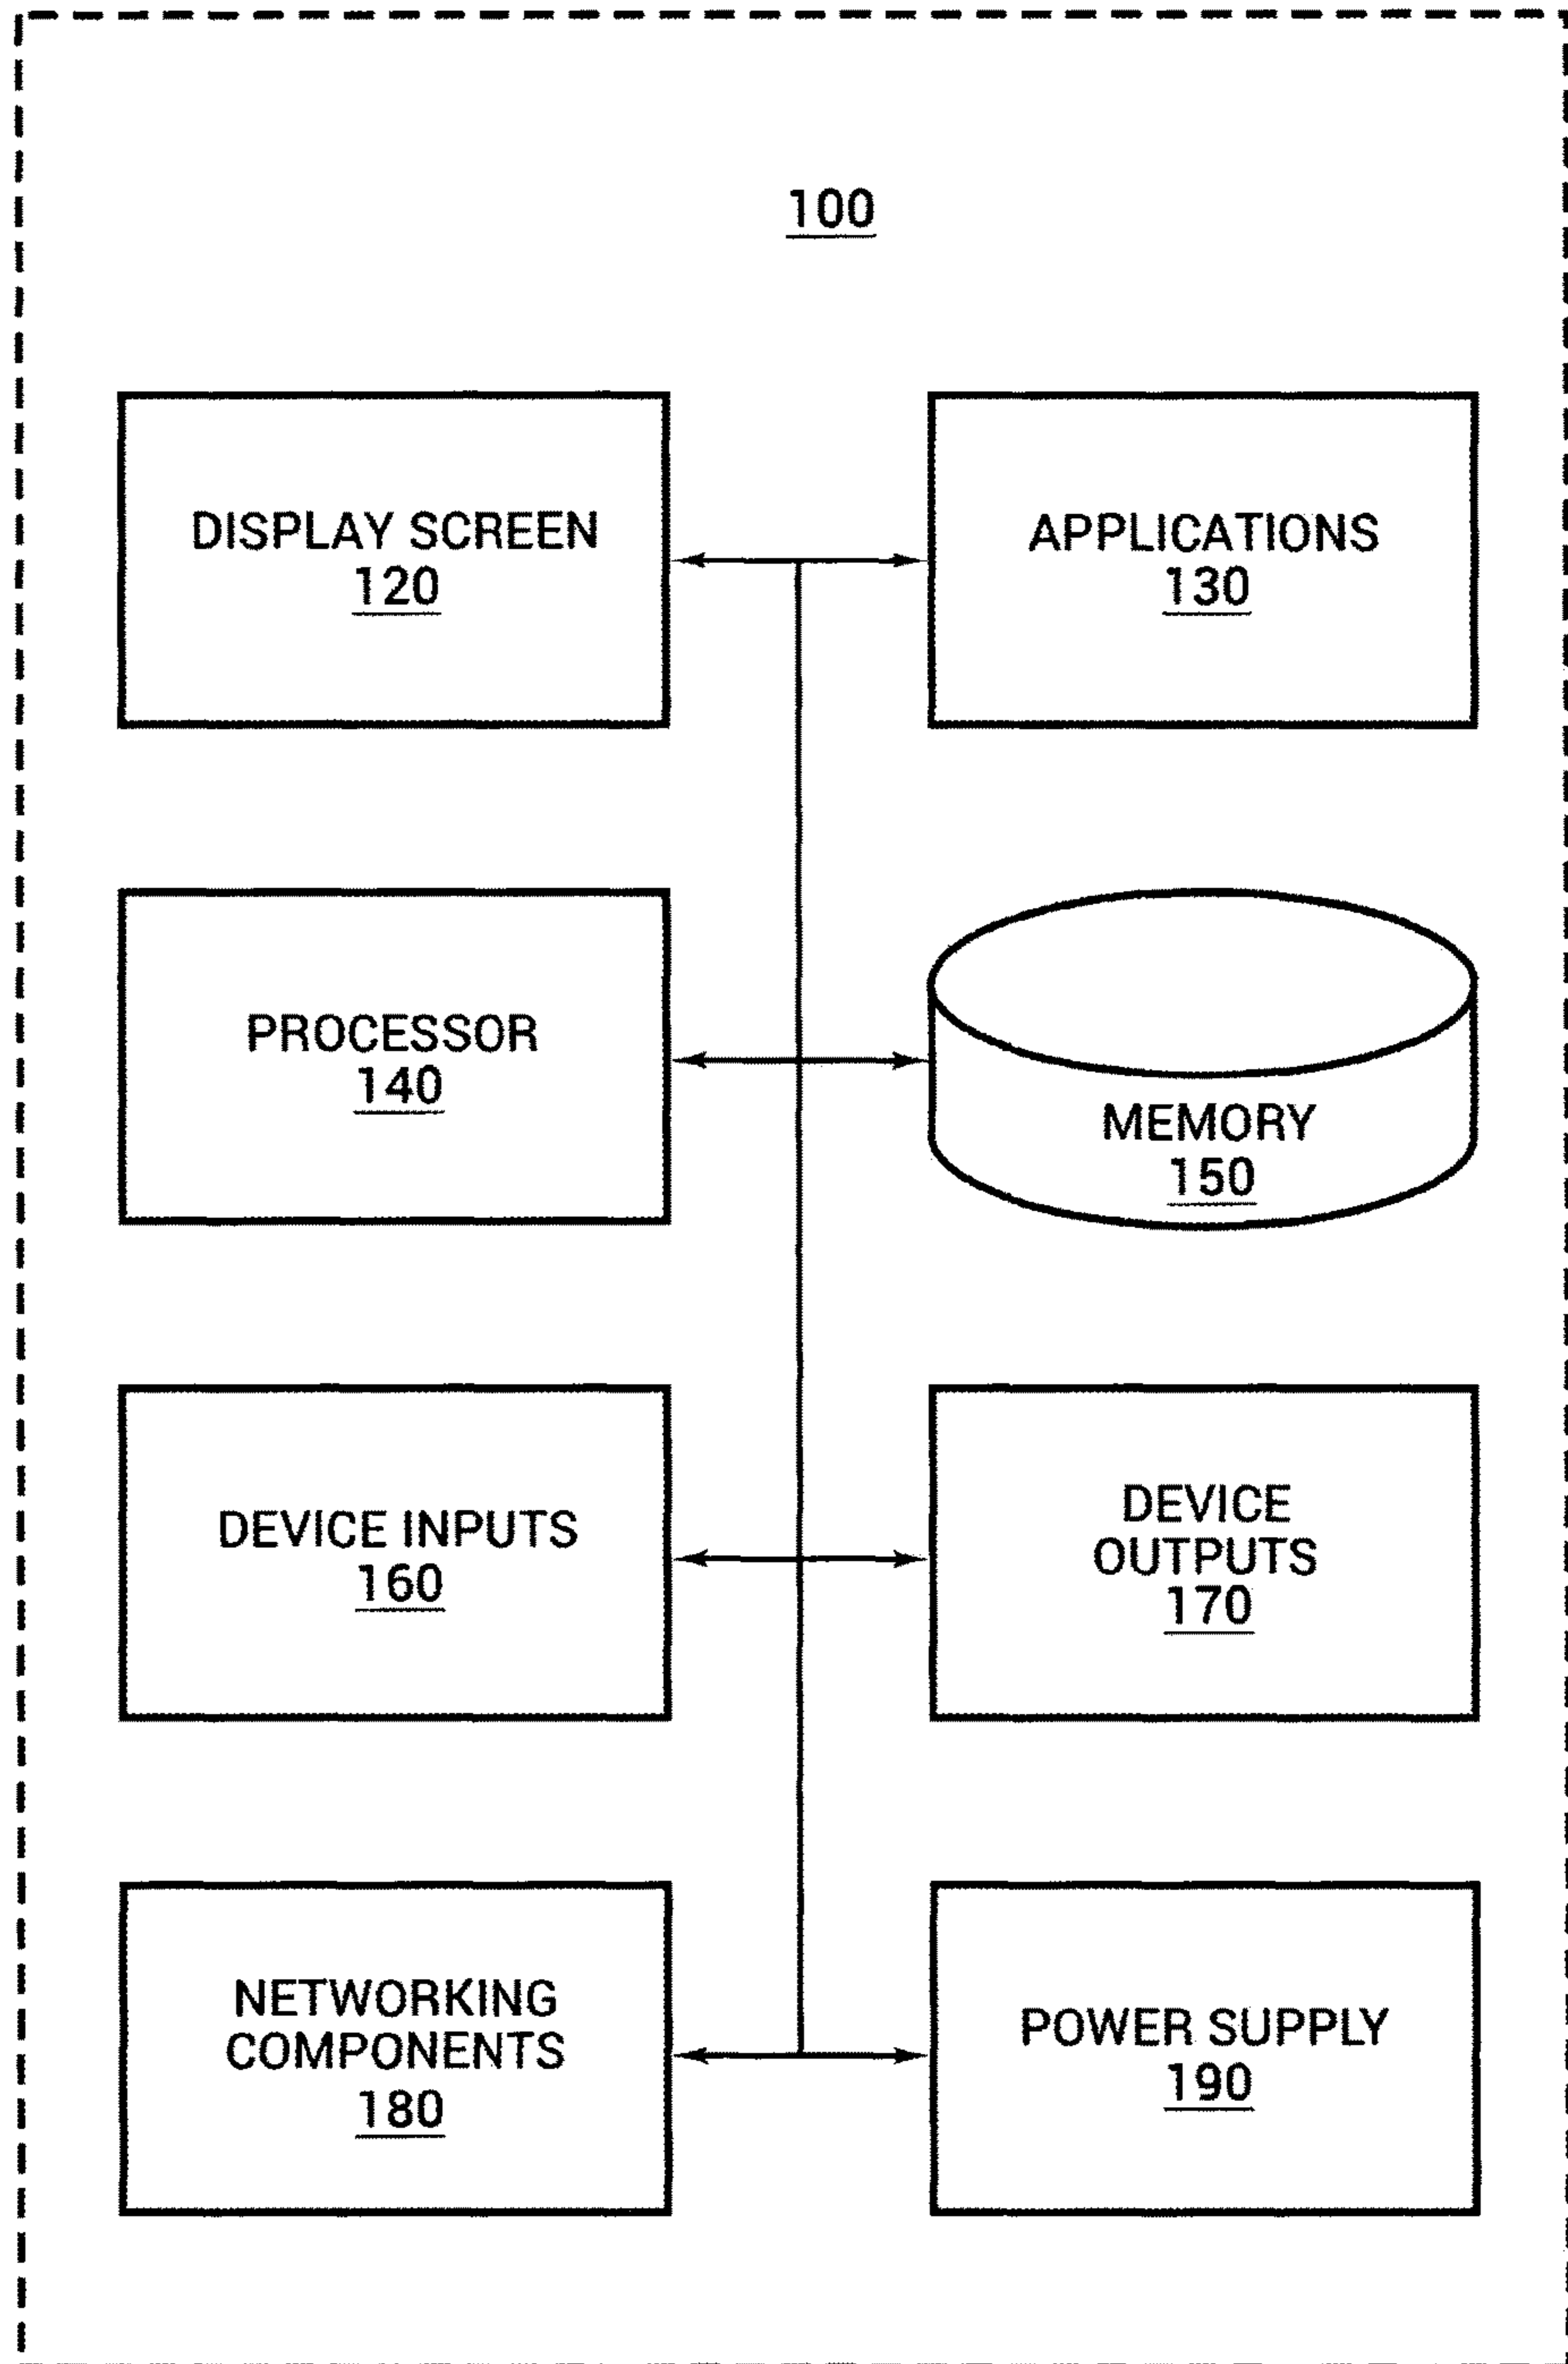 100
DISPLAY SCREEN
120
APPLICATIONS
130
PROCESSOR
140
MEMORY
150
DEVICE INPUTS
160
DEVICE
OUTPUTS
170
NETWORKING
COMPONENTS
180
POWER SUPPLY
190